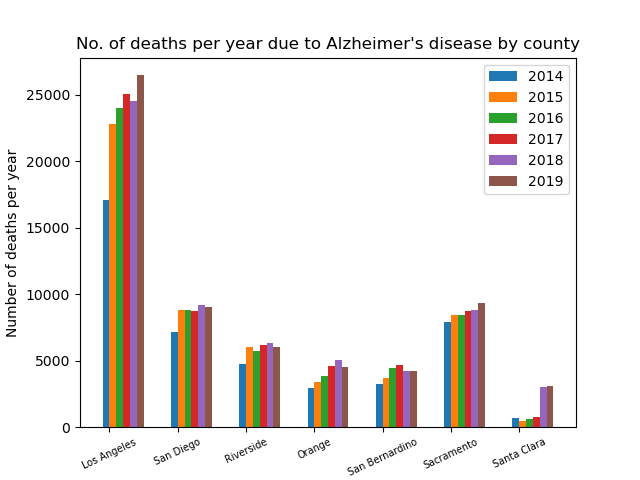 No. of deaths per year due to Alzheimer's disease by county
2014
2015
2016
2017
2018
2019
Number of deaths per year
25000
20000
15000
10000
5000
0
Los Angeles
San Diego
Riverside
Orange
San Bernardino
Sacramento
Santa Clara